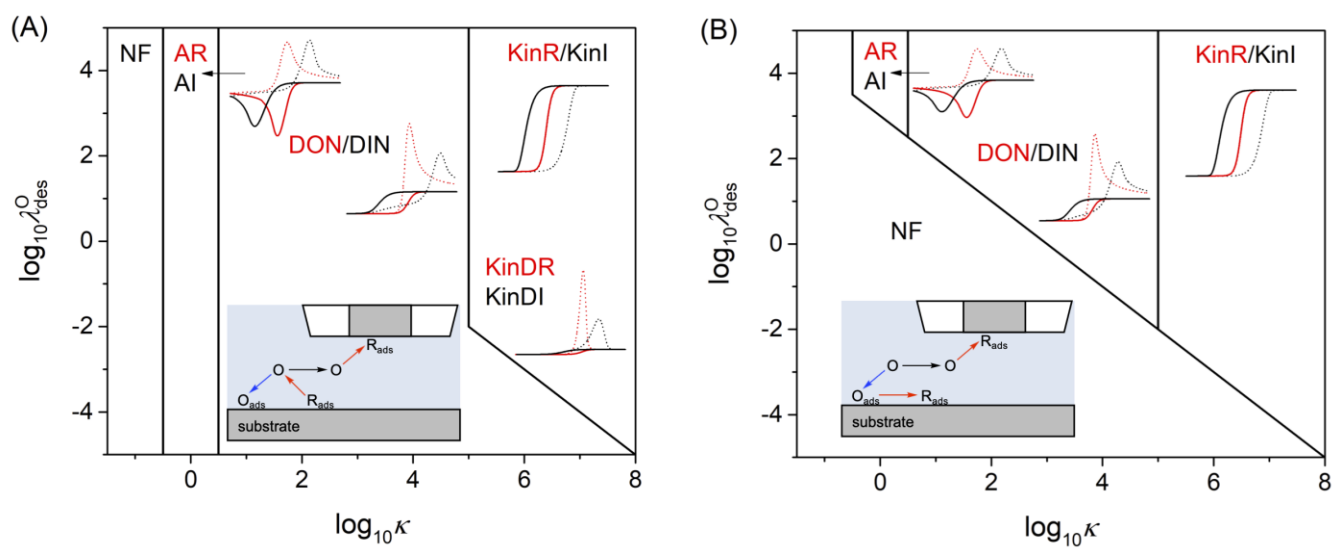 (A)
NF
AR
AI
KinR/KinI
DON/DIN
KinDR
KinDI
R_ads
O
O
O_ads
R_ads
substrate
4
2
0
-2
-4
log₁₀λ^O_des
0
2
4
6
8
log₁₀κ
(B)
AR
AI
KinR/KinI
DON/DIN
NF
R_ads
O
O
O_ads
R_ads
substrate
4
2
0
-2
-4
log₁₀λ^O_des
0
2
4
6
8
log₁₀κ